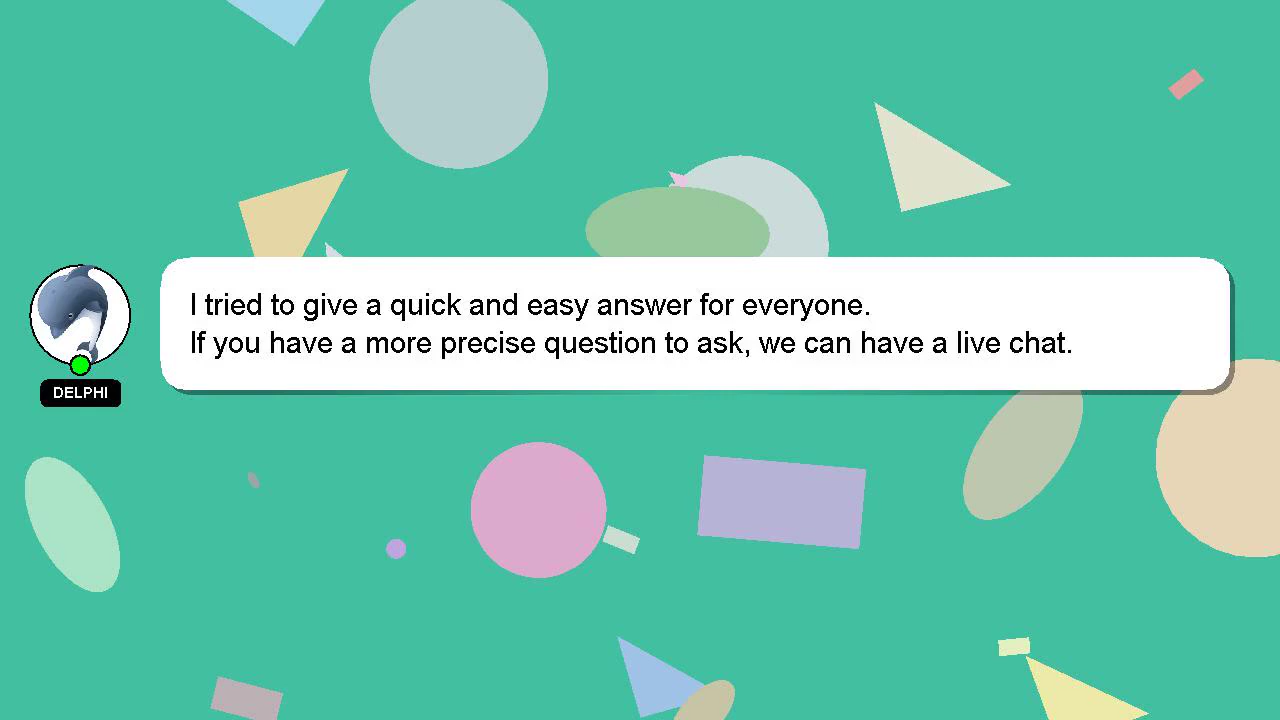 I tried to give a quick and easy answer for everyone.
If you have a more precise question to ask, we can have a live chat.
DELPHI